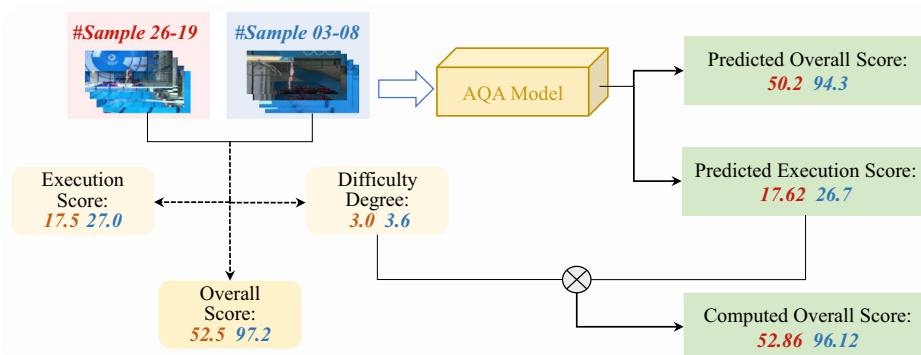 #Sample 26-19
#Sample 03-08
AQA Model
Predicted Overall Score:
50.2 94.3
Execution
Score:
17.5 27.0
Difficulty
Degree:
3.0 3.6
Predicted Execution Score:
17.62 26.7
Overall
Score:
52.5 97.2
Computed Overall Score:
52.86 96.12